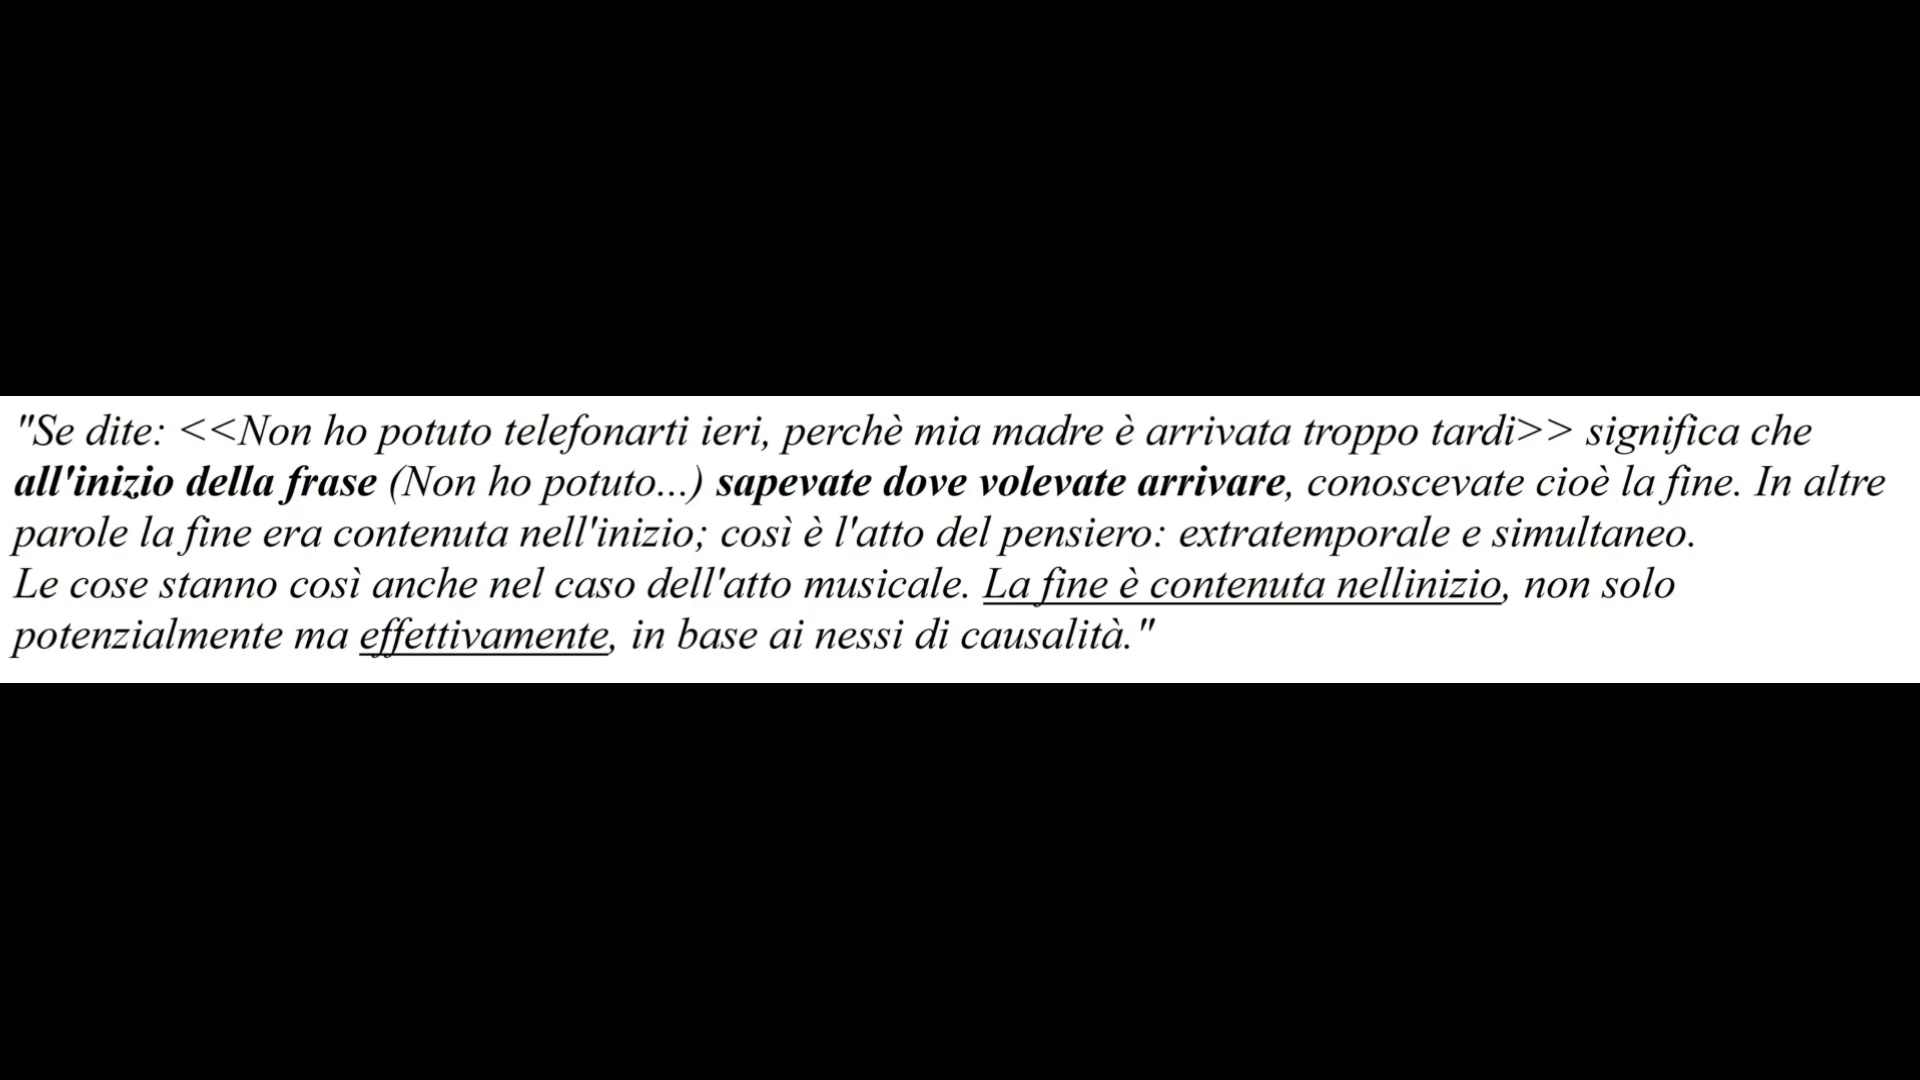 "Se dite: <<Non ho potuto telefonarti ieri, perchè mia madre è arrivata troppo tardi>> significa che
all'inizio della frase (Non ho potuto...) sapevate dove volevate arrivare, conoscevate cioè la fine. In altre
parole la fine era contenuta nell'inizio; così è l'atto del pensiero: extratemporale e simultaneo.
Le cose stanno così anche nel caso dell'atto musicale. La fine è contenuta nellinizio, non solo
potenzialmente ma effettivamente, in base ai nessi di causalità."